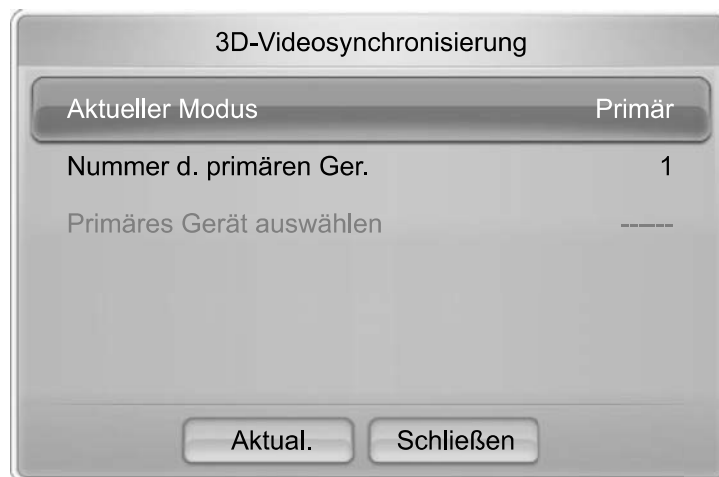 3D-Videosynchronisierung
Aktueller Modus Primär
Nummer d. primären Ger. 1
Primäres Gerät auswählen ------
Aktual. Schließen